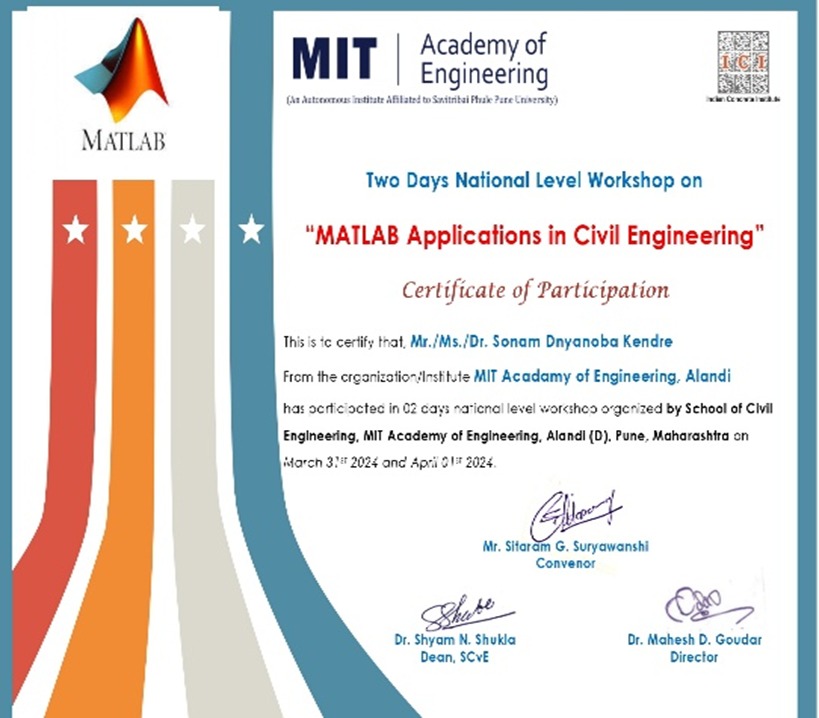 MATLAB
MIT
Academy of
Engineering
(An Autonomous Institute Affiliated to Savitribai Phule Pune University)
ICI
Indian Concrete Institute
Two Days National Level Workshop on
“MATLAB Applications in Civil Engineering”
Certificate of Participation
This is to certify that, Mr./Ms./Dr. Sonam Dnyanoba Kendre
From the organization/Institute MIT Acadamy of Engineering, Alandi
has participated in 02 days national level workshop organized by School of Civil
Engineering, MIT Academy of Engineering, Alandi (D), Pune, Maharashtra on
March 31st 2024 and April 01st 2024.
Mr. Sitaram G. Suryawanshi
Convenor
Dr. Shyam N. Shukla
Dean, SCvE
Dr. Mahesh D. Goudar
Director